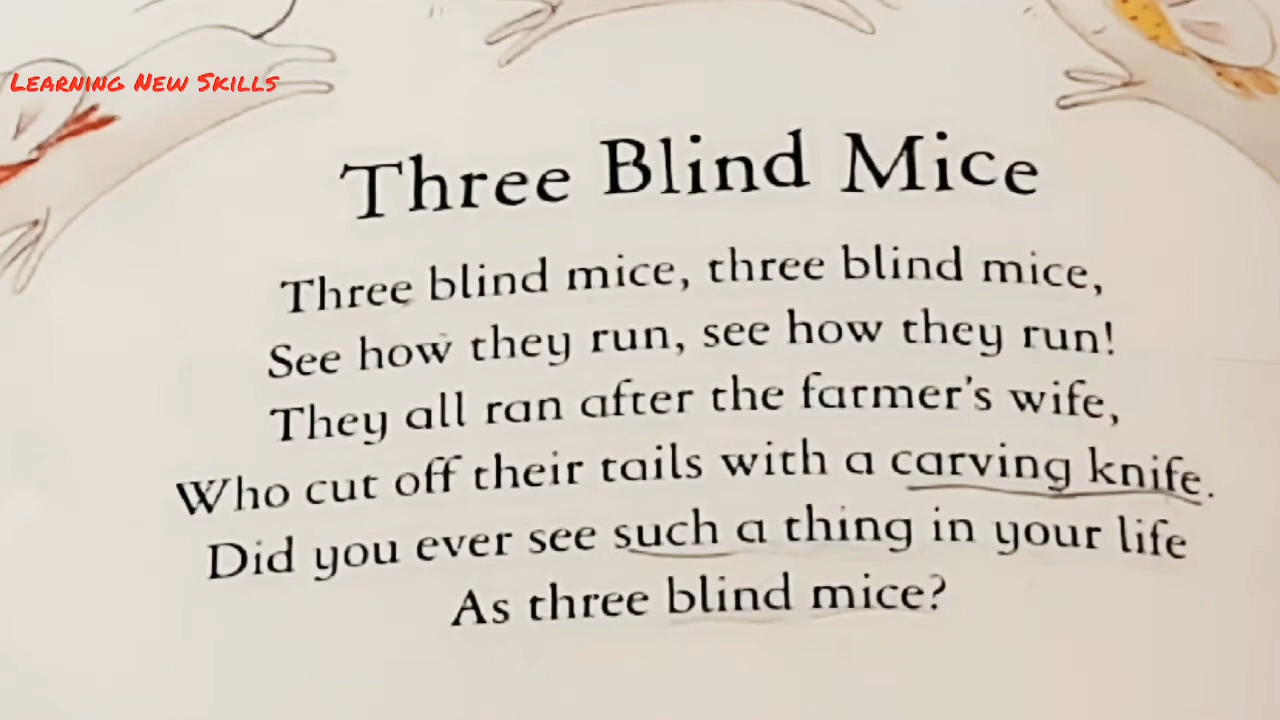 Learning New Skills
Three Blind Mice
Three blind mice, three blind mice,
See how they run, see how they run!
They all ran after the farmer's wife,
Who cut off their tails with a carving knife.
Did you ever see such a thing in your life
As three blind mice?